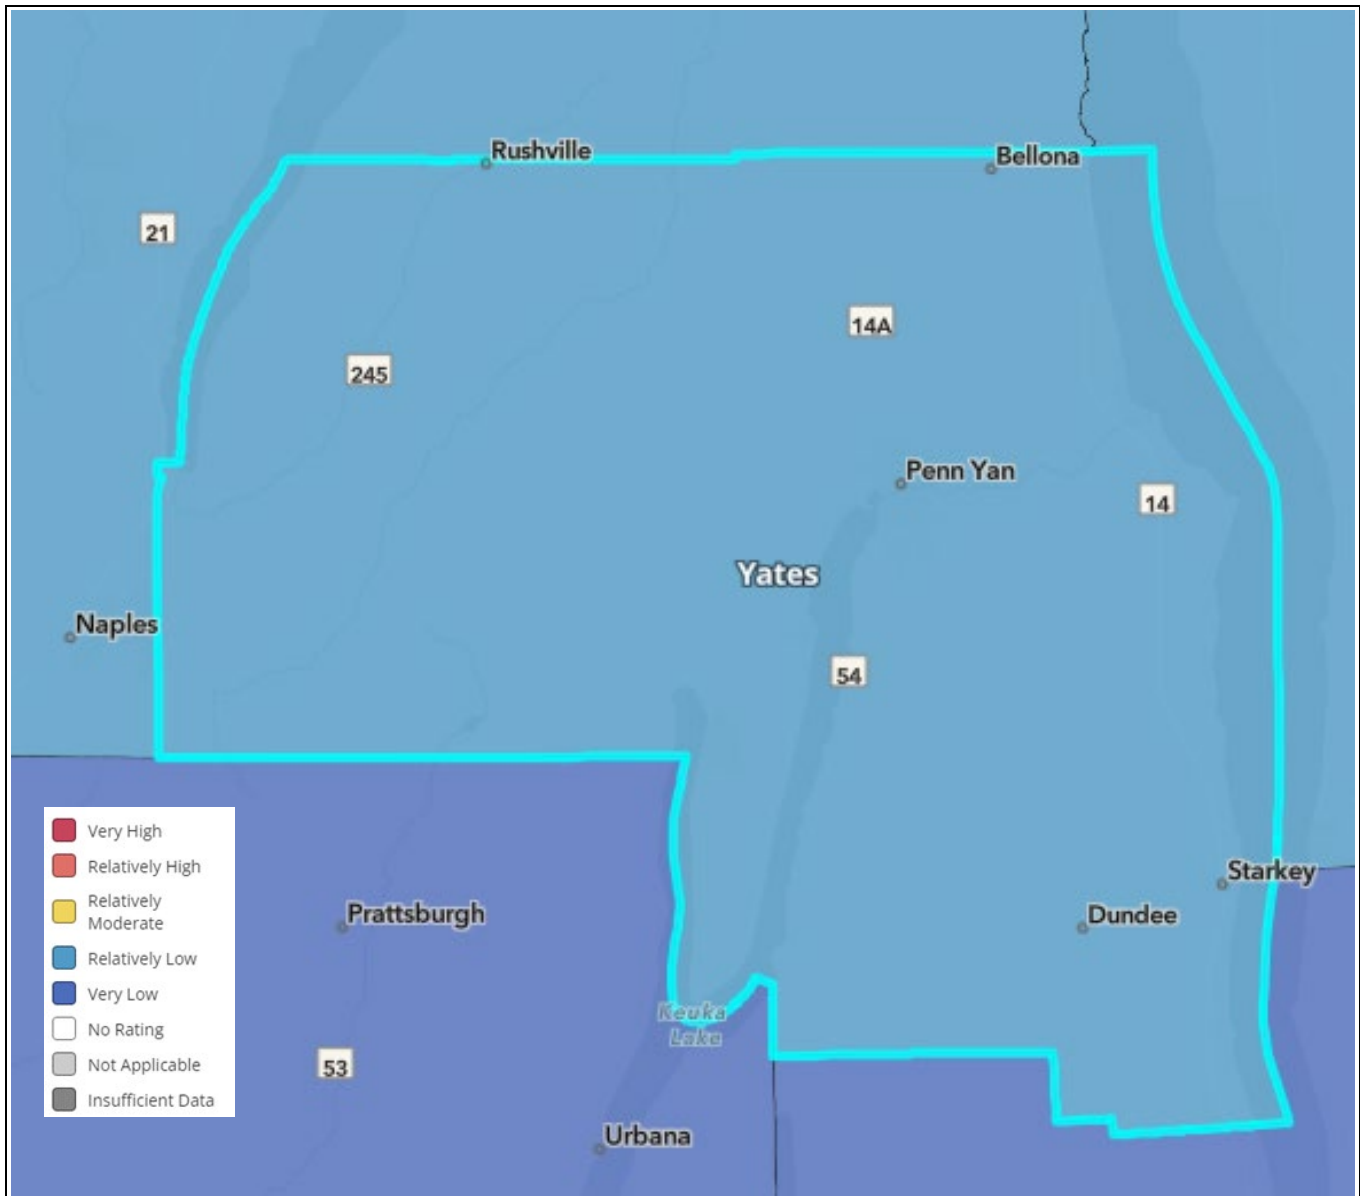 Rushville
Bellona
21
14A
245
Penn Yan
14
Yates
Naples
54
Very High
Relatively High
Relatively
Moderate
Relatively Low
Very Low
No Rating
Not Applicable
Insufficient Data
Starkey
Prattsburgh
Dundee
Keuka
Lake
53
Urbana